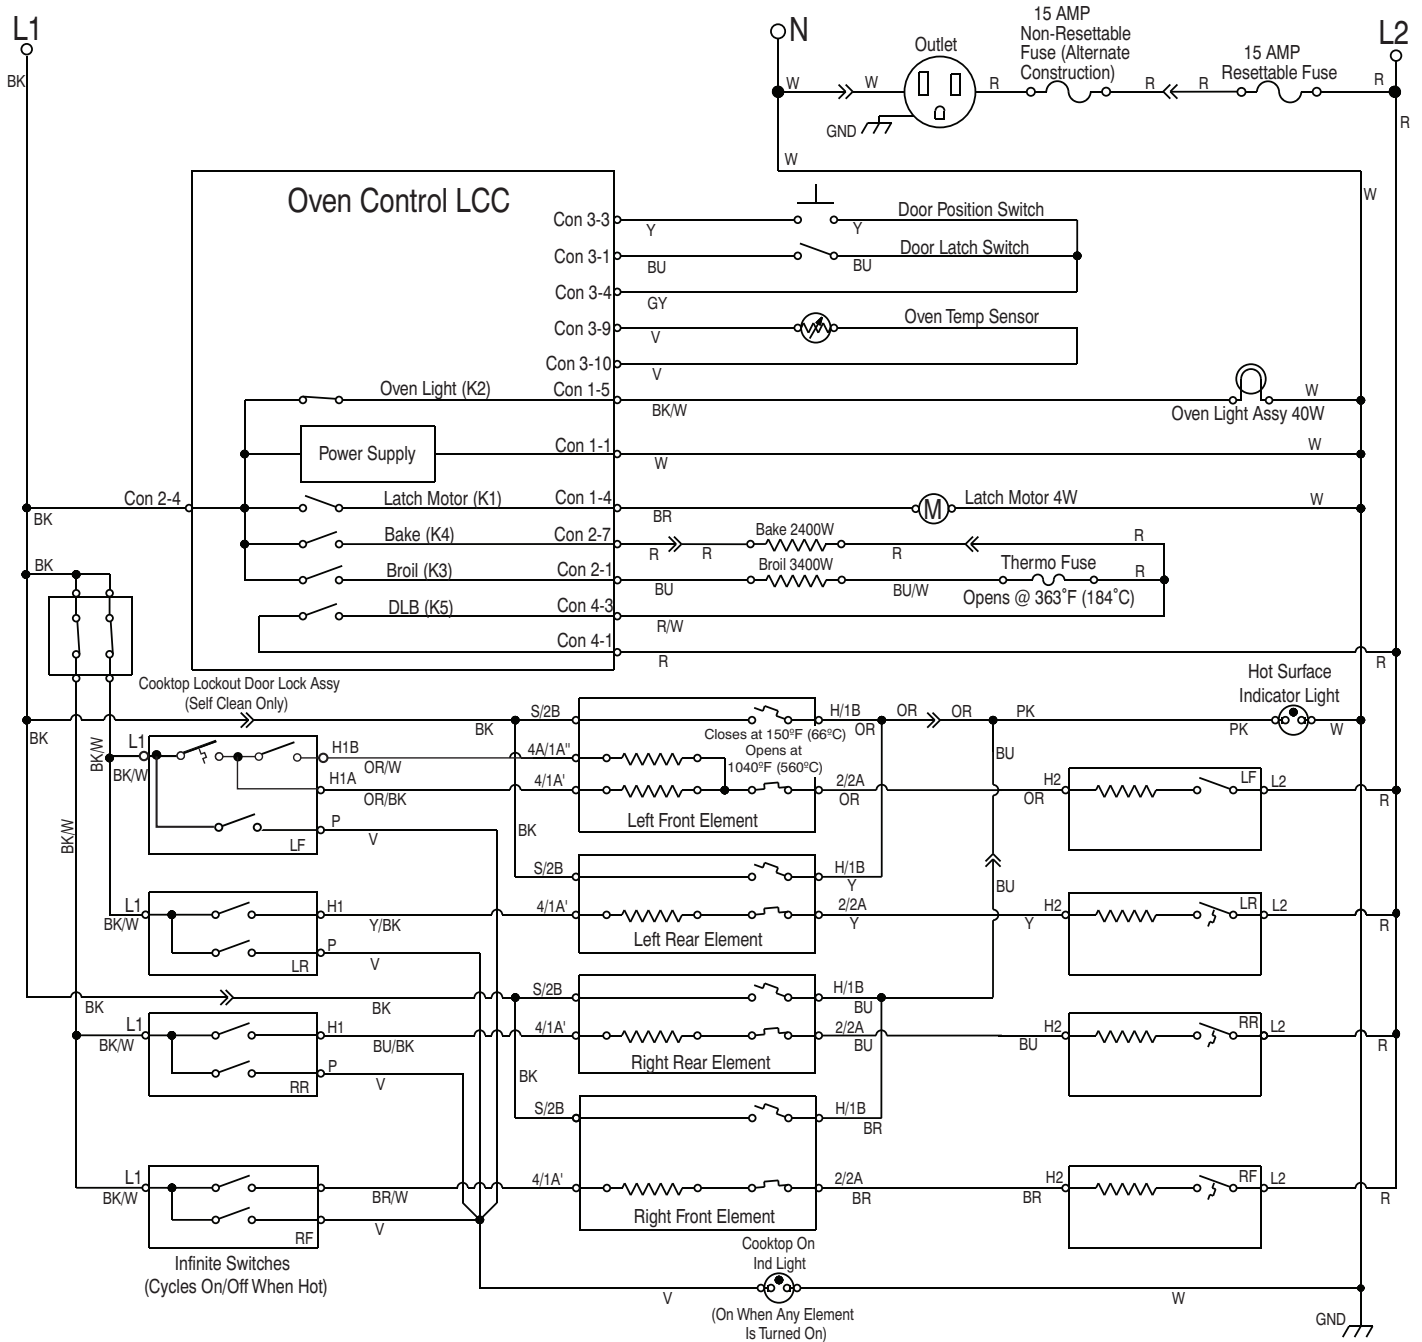 L1
N
L2
15 AMP
Non-Resettable
Fuse (Alternate
Construction)
Outlet
15 AMP
Resettable Fuse
BK
W
W
R
R
R
R
R
GND
W
W
Oven Control LCC
Con 3-3
Y
Y
Door Position Switch
Con 3-1
BU
BU
Door Latch Switch
Con 3-4
GY
Con 3-9
V
Oven Temp Sensor
Con 3-10
V
Oven Light (K2)
Con 1-5
BK/W
W
Oven Light Assy 40W
Power Supply
Con 1-1
W
W
Con 2-4
BK
Latch Motor (K1)
Con 1-4
BR
M
Latch Motor 4W
W
Bake (K4)
Con 2-7
R
R
Bake 2400W
R
R
Broil (K3)
Con 2-1
BU
Broil 3400W
BU/W
Thermo Fuse
R
Opens @ 363˚F (184˚C)
BK
DLB (K5)
Con 4-3
R/W
Con 4-1
R
R
Cooktop Lockout Door Lock Assy
(Self Clean Only)
Hot Surface
Indicator Light
BK
BK
S/2B
H/1B
OR
OR
OR
PK
PK
W
Closes at 150ºF (66ºC)
Opens at
1040ºF (560ºC)
BK/W
L1
BK/W
H1B
OR/W
4A/1A"
BU
H1A
OR/BK
4/1A'
2/2A
OR
H2
OR
LF
L2
R
P
V
LF
BK
Left Front Element
BK/W
S/2B
H/1B
Y
BU
L1
BK/W
H1
Y/BK
4/1A'
2/2A
Y
Y
H2
LR
L2
R
P
V
LR
Left Rear Element
BK
BK
S/2B
H/1B
BU
L1
BK/W
H1
BU/BK
4/1A'
2/2A
BU
BU
H2
RR
L2
R
P
V
RR
BK
Right Rear Element
S/2B
H/1B
BR
L1
BK/W
BR/W
4/1A'
2/2A
BR
BR
H2
RF
L2
R
V
RF
Right Front Element
Infinite Switches
(Cycles On/Off When Hot)
Cooktop On
Ind Light
V
W
(On When Any Element
Is Turned On)
GND